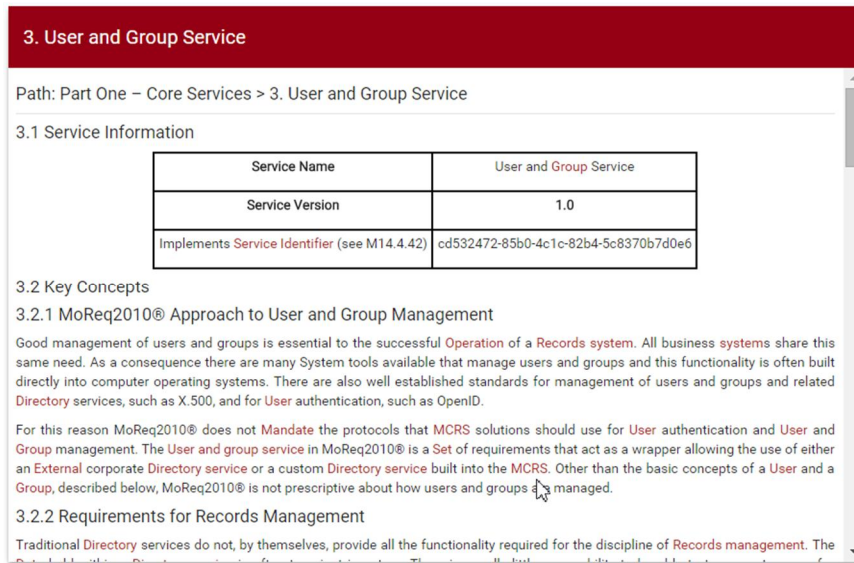 3. User and Group Service
Path: Part One – Core Services > 3. User and Group Service
3.1 Service Information
Service Name User and Group Service
Service Version 1.0
Implements Service Identifier (see M14.4.42) cd532472-85b0-4c1c-82b4-5c8370b7d0e6
3.2 Key Concepts
3.2.1 MoReq2010® Approach to User and Group Management
Good management of users and groups is essential to the successful Operation of a Records system. All business systems share this
same need. As a consequence there are many System tools available that manage users and groups and this functionality is often built
directly into computer operating systems. There are also well established standards for management of users and groups and related
Directory services, such as X.500, and for User authentication, such as OpenID.
For this reason MoReq2010® does not Mandate the protocols that MCRS solutions should use for User authentication and User and
Group management. The User and group service in MoReq2010® is a Set of requirements that act as a wrapper allowing the use of either
an External corporate Directory service or a custom Directory service built into the MCRS. Other than the basic concepts of a User and a
Group, described below, MoReq2010® is not prescriptive about how users and groups are managed.
3.2.2 Requirements for Records Management
Traditional Directory services do not, by themselves, provide all the functionality required for the discipline of Records management. The